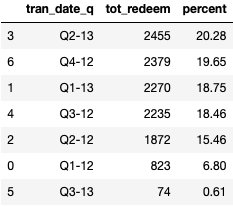 tran_date_q tot_redeem percent
3 Q2-13 2455 20.28
6 Q4-12 2379 19.65
1 Q1-13 2270 18.75
4 Q3-12 2235 18.46
2 Q2-12 1872 15.46
0 Q1-12 823 6.80
5 Q3-13 74 0.61